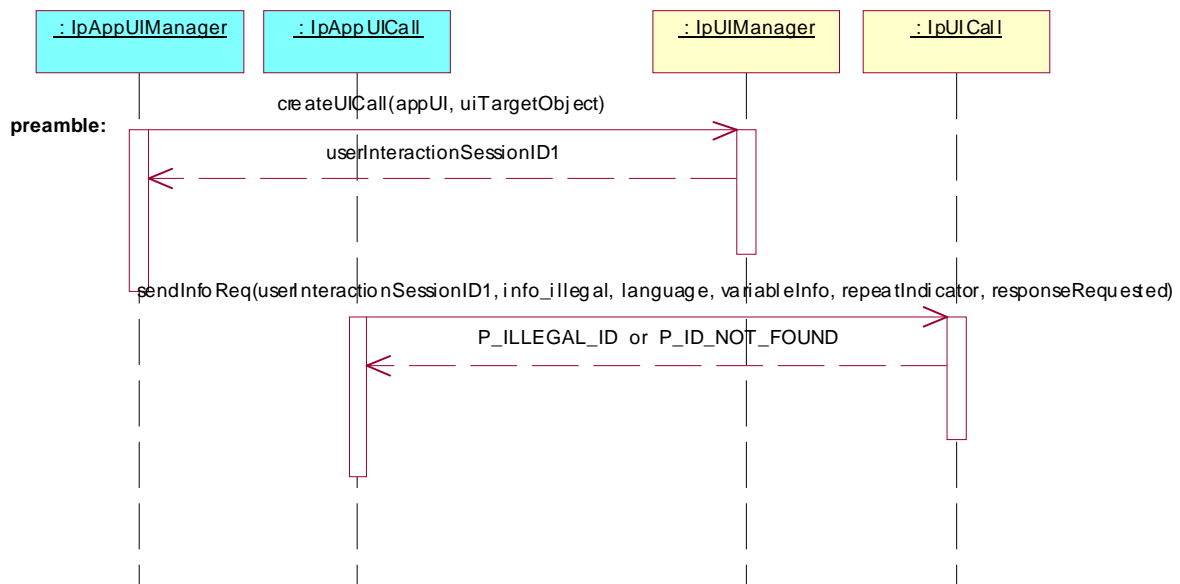 : IpAppUIManager
: IpAppUICall
: IpUIManager
: IpUICall
createUICall(appUI, uiTargetObject)
preamble:
userInteractionSessionID1
sendInfoReq(userInteractionSessionID1, info_illegal, language, variableInfo, repeatIndicator, responseRequested)
P_ILLEGAL_ID or P_ID_NOT_FOUND